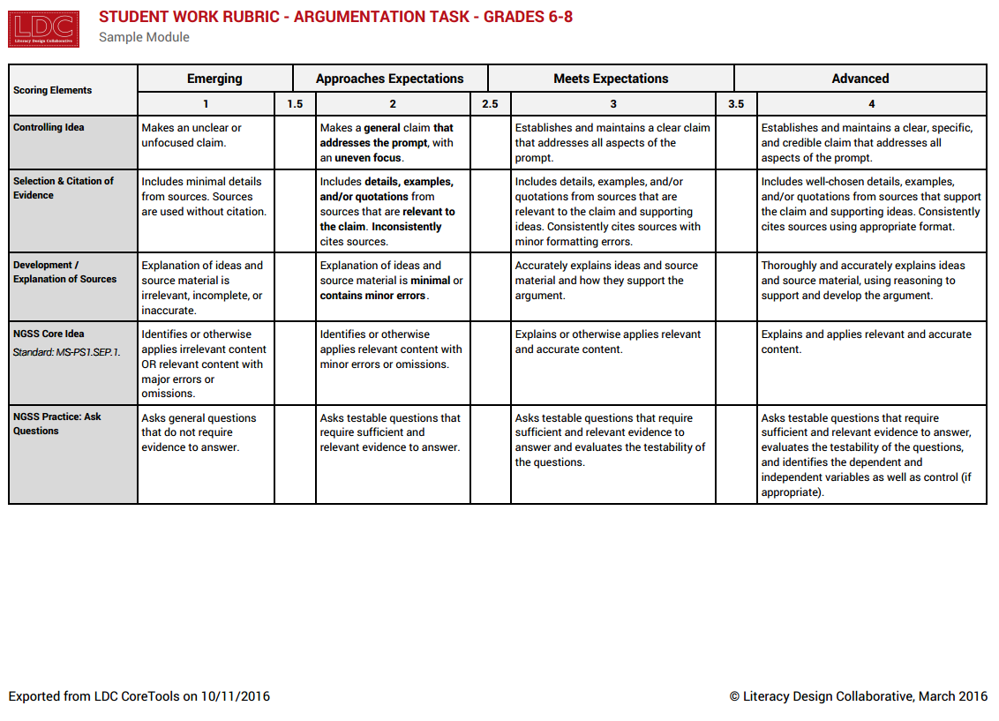 LDC
Literacy Design Collaborative
STUDENT WORK RUBRIC - ARGUMENTATION TASK - GRADES 6-8
Sample Module
Scoring Elements
Emerging
Approaches Expectations
Meets Expectations
Advanced
1
1.5
2
2.5
3
3.5
4
Controlling Idea
Makes an unclear or
unfocused claim.
Makes a general claim that
addresses the prompt, with
an uneven focus.
Establishes and maintains a clear claim
that addresses all aspects of the
prompt.
Establishes and maintains a clear, specific,
and credible claim that addresses all
aspects of the prompt.
Selection & Citation of
Evidence
Includes minimal details
from sources. Sources
are used without citation.
Includes details, examples,
and/or quotations from
sources that are relevant to
the claim. Inconsistently
cites sources.
Includes details, examples, and/or
quotations from sources that are
relevant to the claim and supporting
ideas. Consistently cites sources with
minor formatting errors.
Includes well-chosen details, examples,
and/or quotations from sources that support
the claim and supporting ideas. Consistently
cites sources using appropriate format.
Development /
Explanation of Sources
Explanation of ideas and
source material is
irrelevant, incomplete, or
inaccurate.
Explanation of ideas and
source material is minimal or
contains minor errors.
Accurately explains ideas and source
material and how they support the
argument.
Thoroughly and accurately explains ideas
and source material, using reasoning to
support and develop the argument.
NGSS Core Idea
Standard: MS-PS1.SEP.1.
Identifies or otherwise
applies irrelevant content
OR relevant content with
major errors or
omissions.
Identifies or otherwise
applies relevant content with
minor errors or omissions.
Explains or otherwise applies relevant
and accurate content.
Explains and applies relevant and accurate
content.
NGSS Practice: Ask
Questions
Asks general questions
that do not require
evidence to answer.
Asks testable questions that
require sufficient and
relevant evidence to answer.
Asks testable questions that require
sufficient and relevant evidence to
answer and evaluates the testability of
the questions.
Asks testable questions that require
sufficient and relevant evidence to answer,
evaluates the testability of the questions,
and identifies the dependent and
independent variables as well as control (if
appropriate).
Exported from LDC CoreTools on 10/11/2016
© Literacy Design Collaborative, March 2016